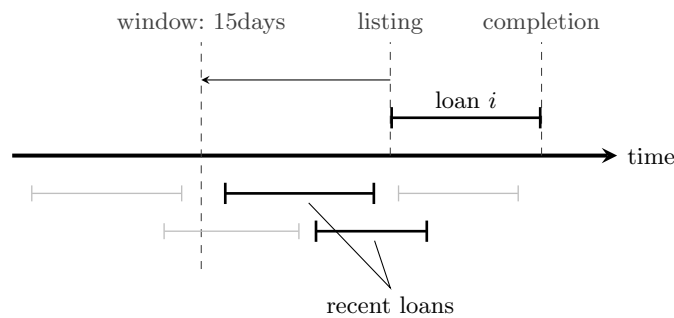 window: 15days listing completion
loan i
time
recent loans